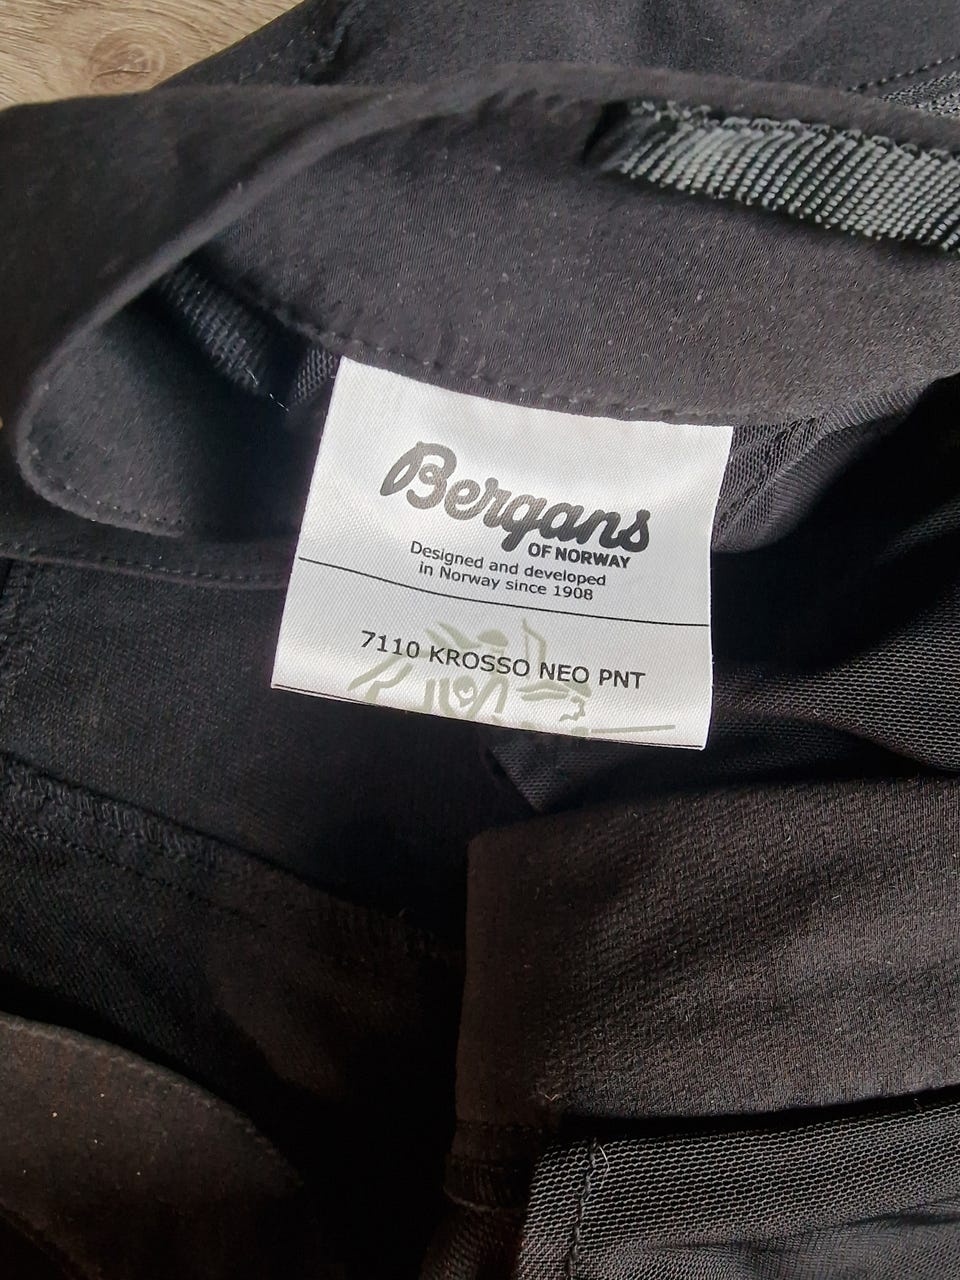 Bergans
OF NORWAY
Designed and developed
in Norway since 1908
7110 KROSSO NEO PNT